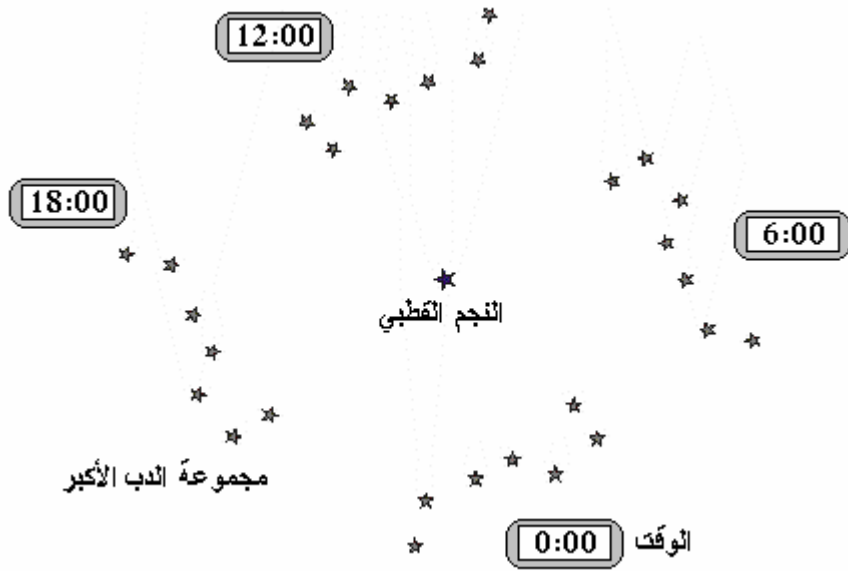 12:00
18:00
6:00
النجم القطبي
مجموعة الدب الأكبر
الوقت 0:00